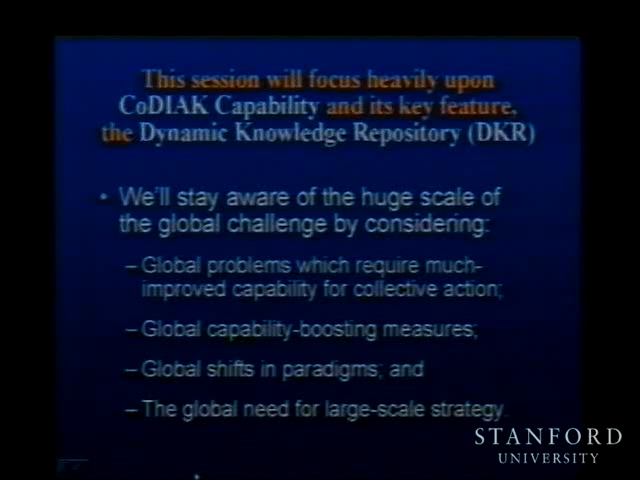 This session will focus heavily upon
CoDIAK Capability and its key feature,
the Dynamic Knowledge Repository (DKR)
• We'll stay aware of the huge scale of
the global challenge by considering:
– Global problems which require much-
improved capability for collective action;
– Global capability-boosting measures;
– Global shifts in paradigms; and
– The global need for large-scale strategy.
STANFORD
UNIVERSITY